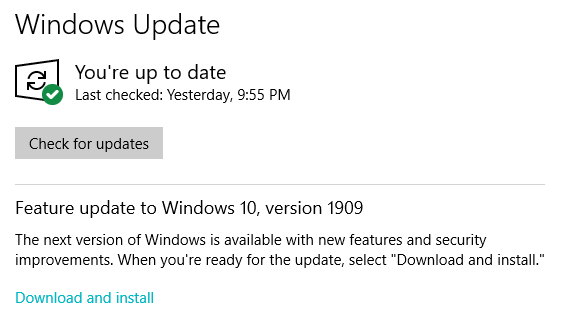 Windows Update
You're up to date
Last checked: Yesterday, 9:55 PM
Check for updates
Feature update to Windows 10, version 1909
The next version of Windows is available with new features and security
improvements. When you're ready for the update, select "Download and install."
Download and install